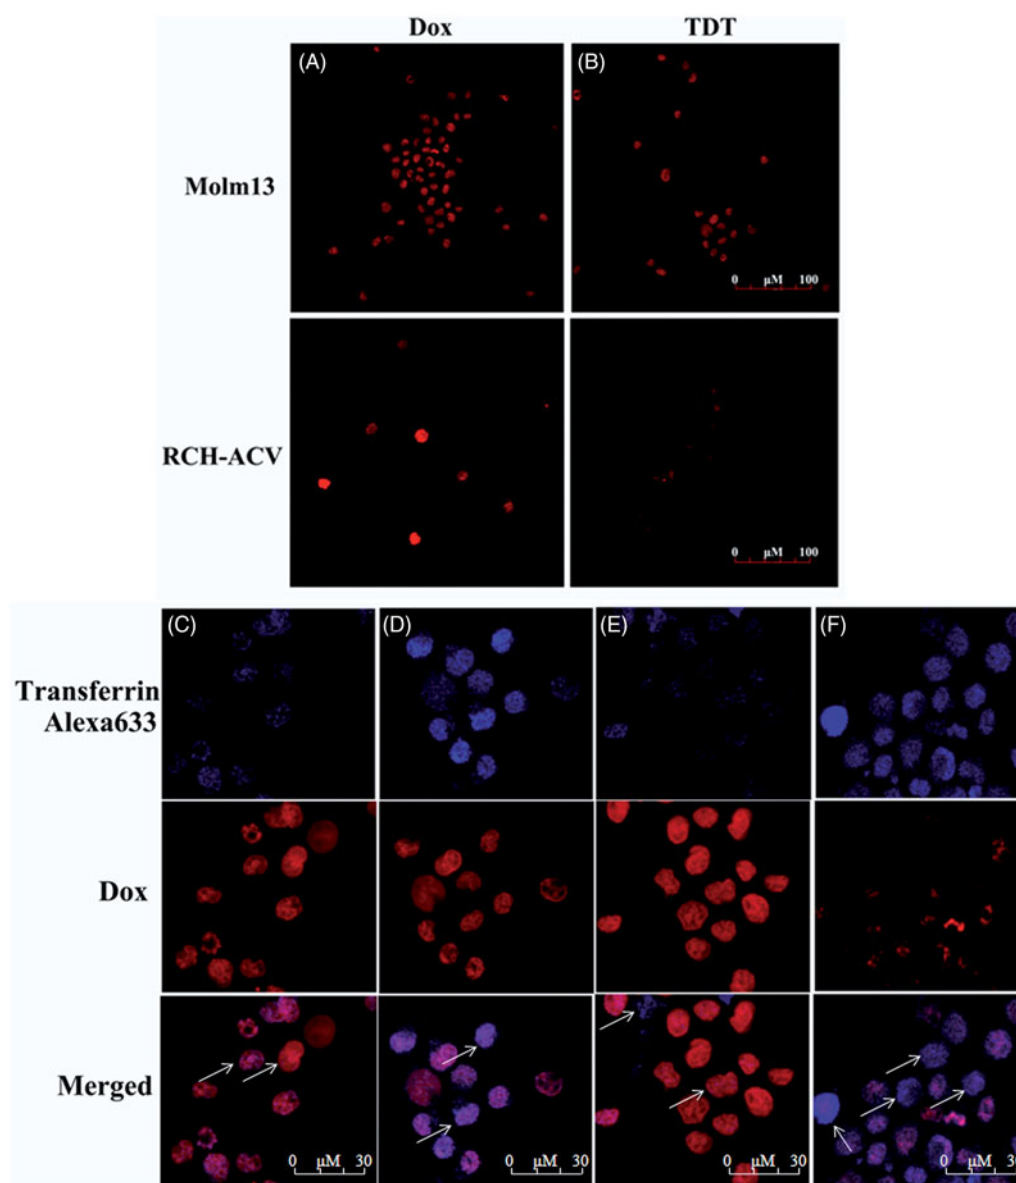 Dox TDT
(A) (B)
Molm13
0 μM 100
RCH-ACV
0 μM 100
(C) (D) (E) (F)
Transferrin
Alexa633
Dox
Merged
0 μM 30 0 μM 30 0 μM 30 0 μM 30